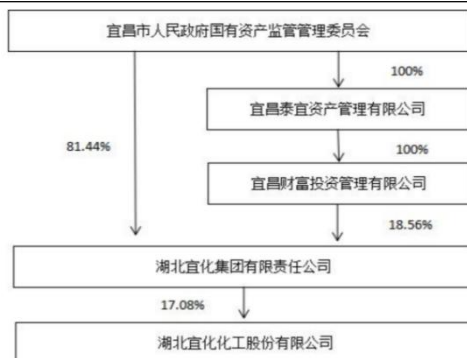 宜昌市人民政府国有资产监督管理委员会
100%
宜昌泰宜资产管理有限公司
81.44%
100%
宜昌财富投资管理有限公司
18.56%
湖北宜化集团有限责任公司
17.08%
湖北宜化化工股份有限公司